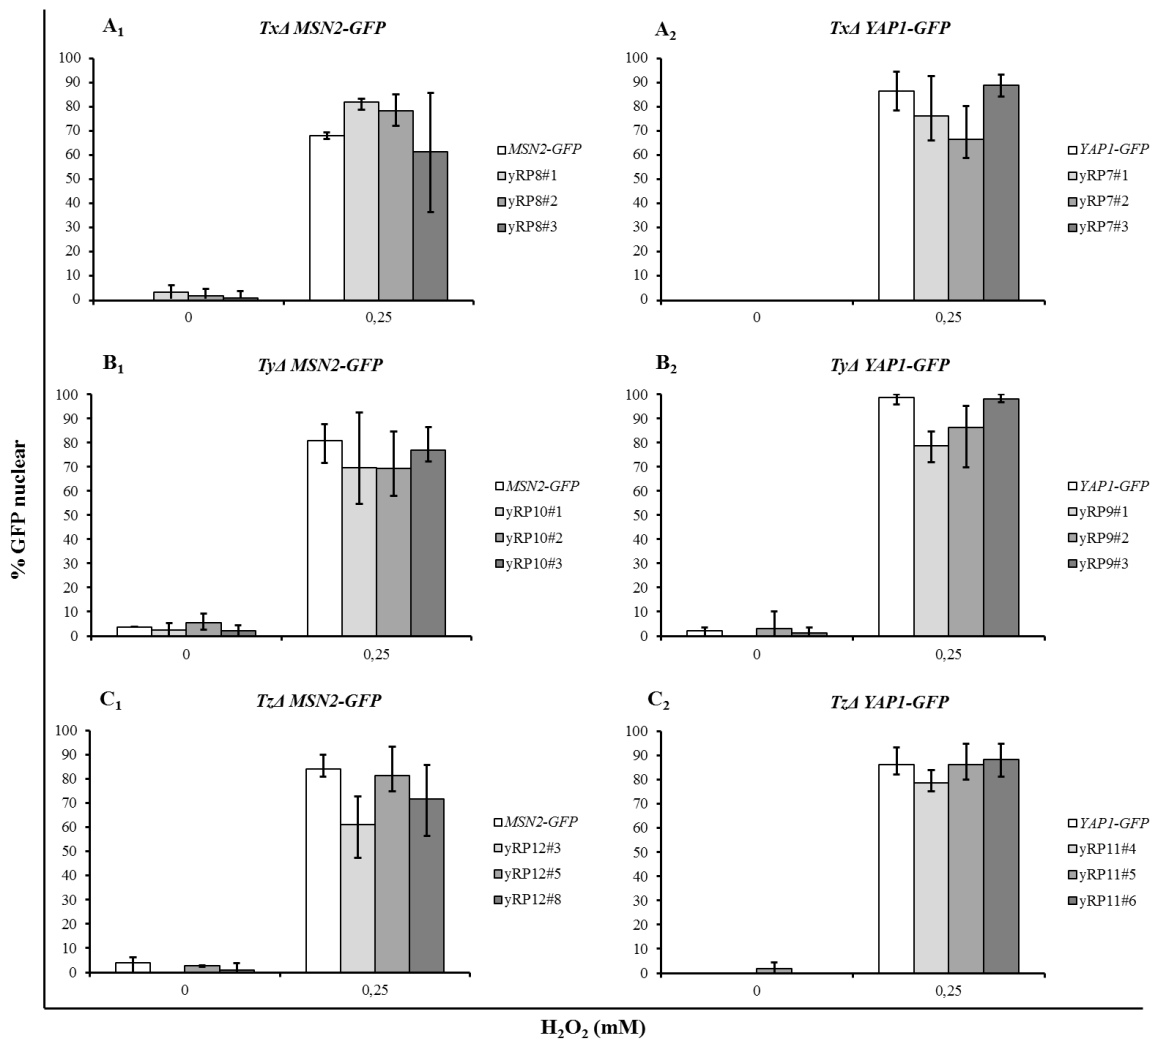 A₁ TxΔ MSN2-GFP
100
90
80
70
60
50
40
30
20
10
0
0 0,25
MSN2-GFP
yRP8#1
yRP8#2
yRP8#3
A₂ TxΔ YAP1-GFP
100
90
80
70
60
50
40
30
20
10
0
0 0,25
YAP1-GFP
yRP7#1
yRP7#2
yRP7#3
B₁ TyΔ MSN2-GFP
100
90
80
70
60
50
40
30
20
10
0
0 0,25
MSN2-GFP
yRP10#1
yRP10#2
yRP10#3
B₂ TyΔ YAP1-GFP
100
90
80
70
60
50
40
30
20
10
0
0 0,25
YAP1-GFP
yRP9#1
yRP9#2
yRP9#3
C₁ TzΔ MSN2-GFP
100
90
80
70
60
50
40
30
20
10
0
0 0,25
MSN2-GFP
yRP12#3
yRP12#5
yRP12#8
C₂ TzΔ YAP1-GFP
100
90
80
70
60
50
40
30
20
10
0
0 0,25
YAP1-GFP
yRP11#4
yRP11#5
yRP11#6
% GFP nuclear
H₂O₂ (mM)